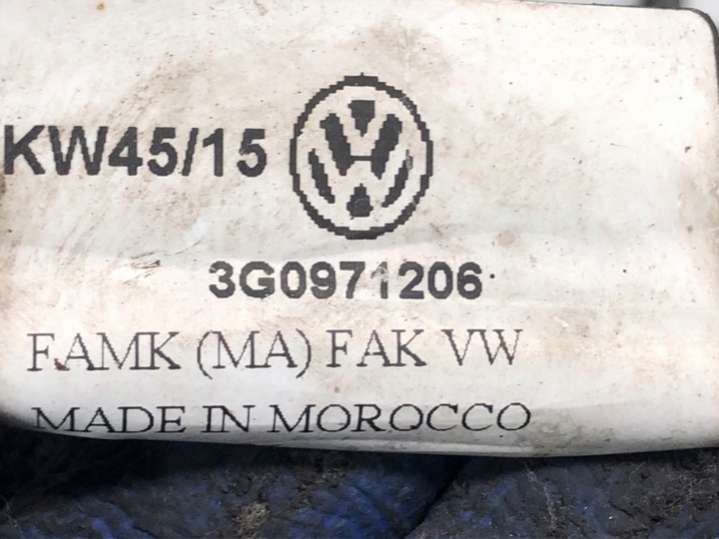 KW45/15
3G0971206
FAMK (MA) FAK VW
MADE IN MOROCCO